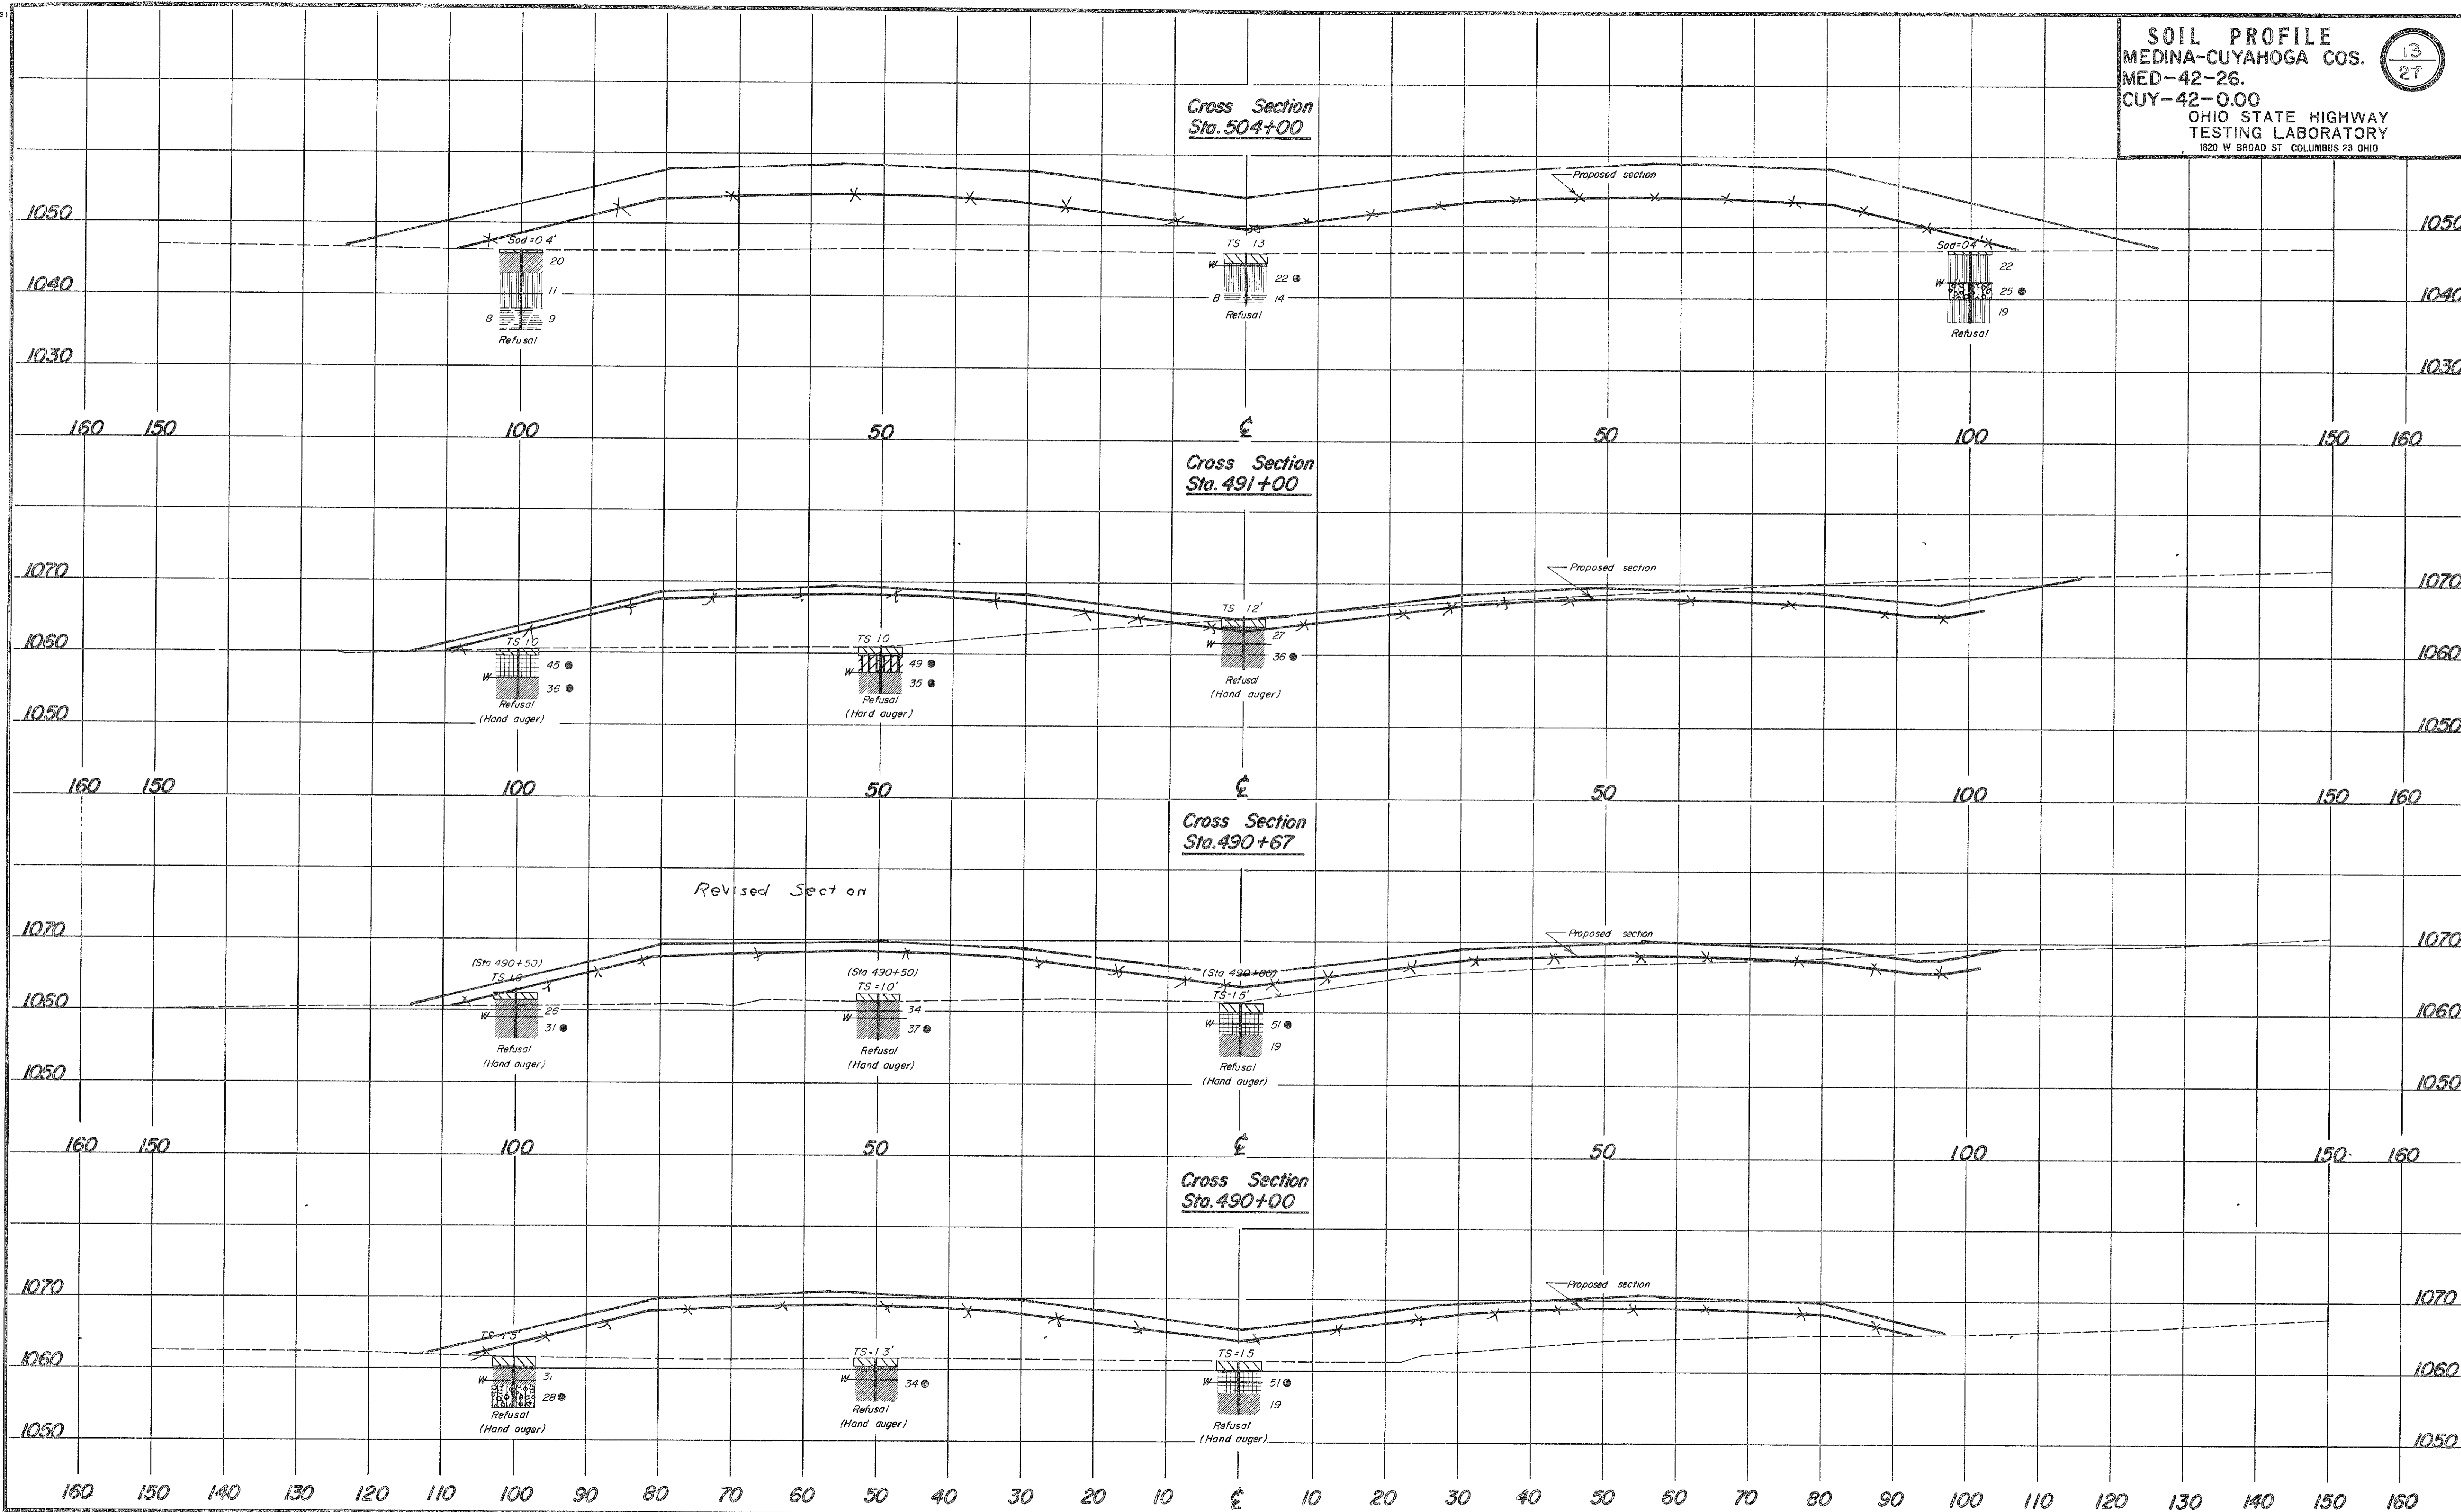 SOIL PROFILE
MEDINA-CUYAHOGA COS.
MED-42-26.
CUY-42-0.00
OHIO STATE HIGHWAY
TESTING LABORATORY
1620 W BROAD ST COLUMBUS 23 OHIO
13
27
Cross Section
Sta. 504+00
Proposed section
1050 1050
Sod=0 4' TS 13 Sod=0 4'
20 W 22
22
1040 11 B 14 W 25 1040
B 9 Refusal 19
Refusal Refusal
1030 1030
160 150 100 50 ℄ 50 100 150 160
Cross Section
Sta. 491+00
1070 Proposed section 1070
TS 12'
1060 TS 10 TS 10 W 27 1060
45 49 36
W 36 W 35 Refusal
Refusal Refusal (Hand auger)
(Hand auger) (Hard auger)
1050 1050
160 150 100 50 ℄ 50 100 150 160
Cross Section
Sta. 490+67
Revised Sect on
1070 Proposed section 1070
(Sta 490+50) (Sta 490+50) (Sta 490+00)
TS 10 TS=10' TS-1 5'
1060 26 34 1060
W 31 W 37 W 51
19
Refusal Refusal Refusal
(Hand auger) (Hand auger) (Hand auger)
1050 1050
160 150 100 50 ℄ 50 100 150 160
Cross Section
Sta. 490+00
1070 Proposed section 1070
TS-1 5' TS-1 3' TS=1 5
1060 1060
W 31 W 34 W 51
28 19
Refusal Refusal Refusal
(Hand auger) (Hand auger) (Hand auger)
1050 1050
160 150 140 130 120 110 100 90 80 70 60 50 40 30 20 10 ℄ 10 20 30 40 50 60 70 80 90 100 110 120 130 140 150 160